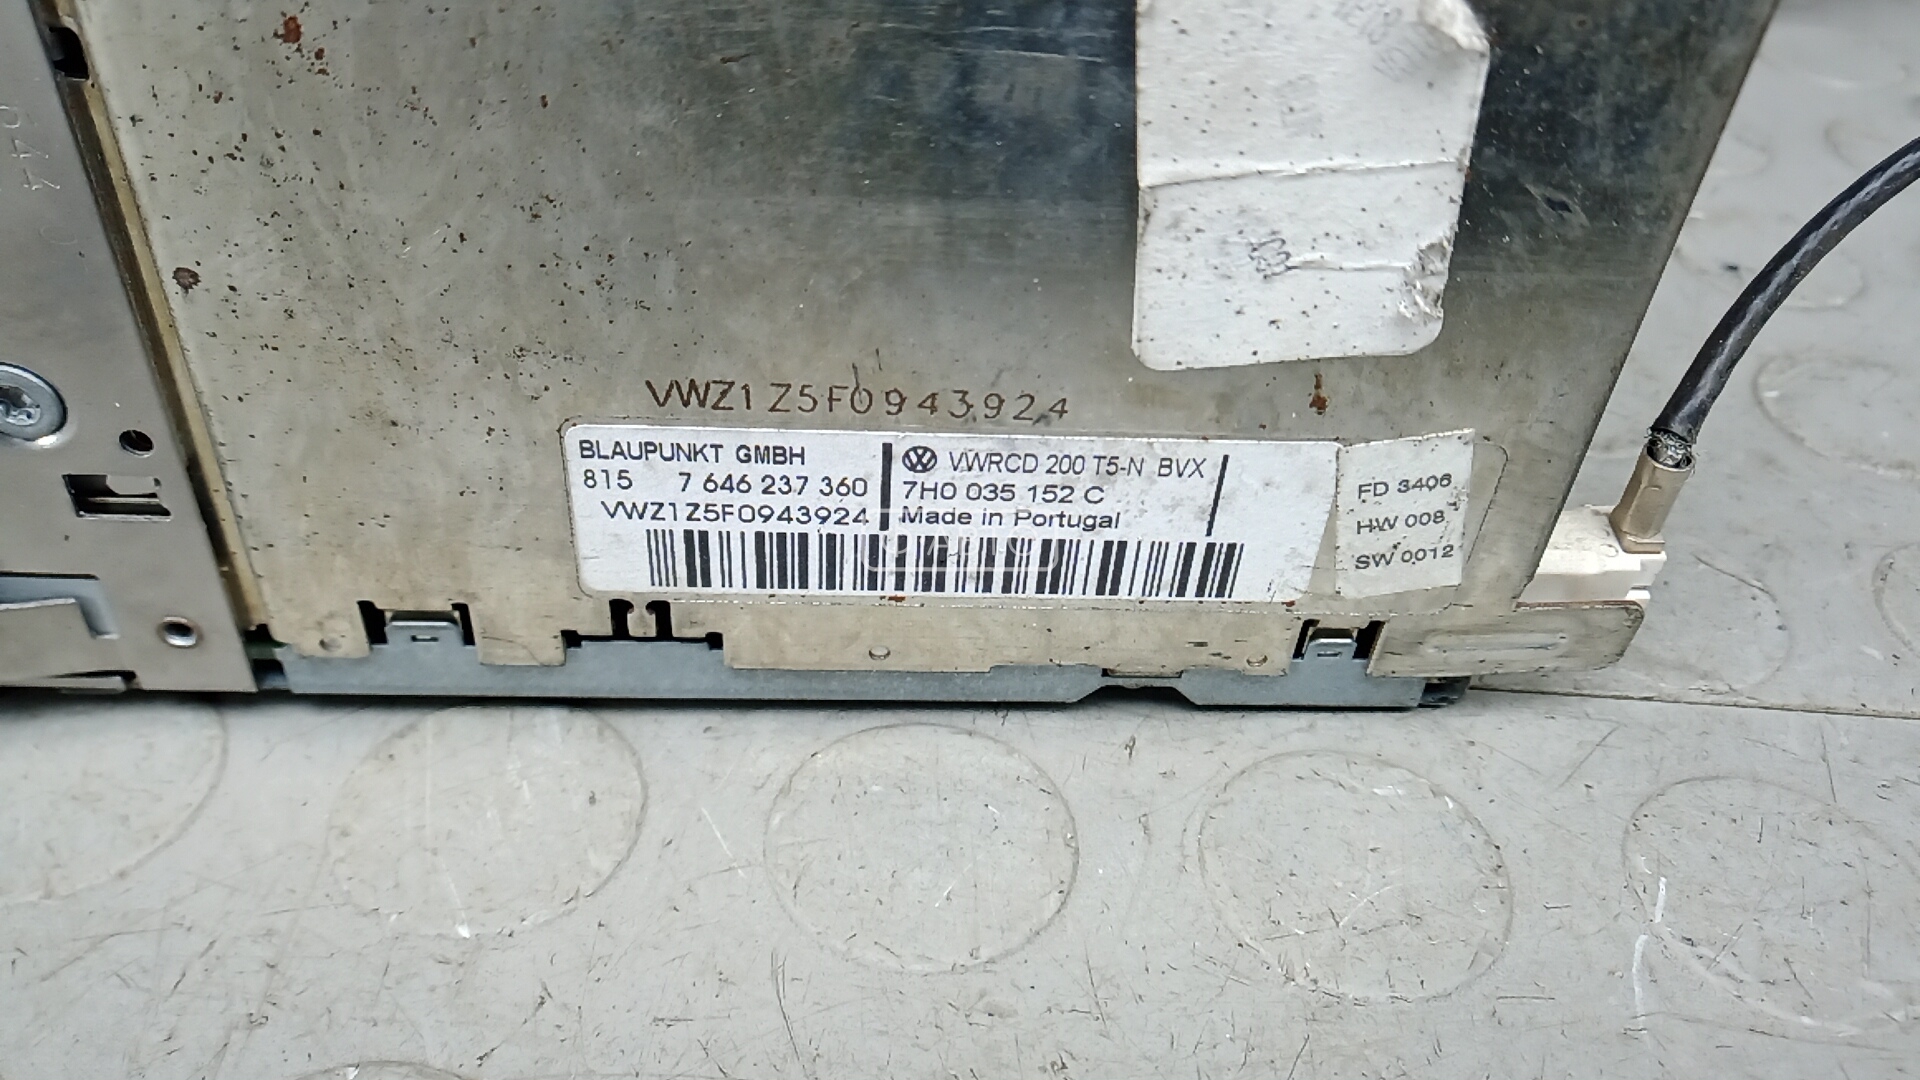 VWZ1Z5F0943924
BLAUPUNKT GMBH
815 7 646 237 360
VWZ1Z5F0943924
VWRCD 200 T5-N BVX
7H0 035 152 C
Made in Portugal
FD 3406
HW 008
SW 0012